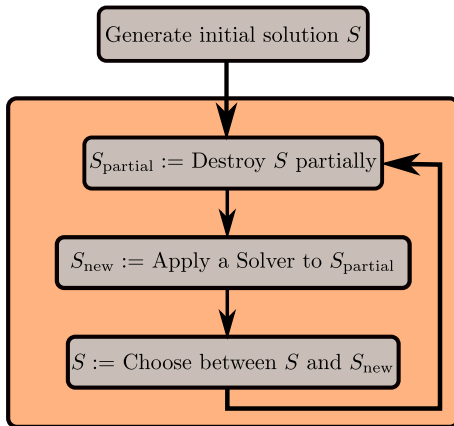 Generate initial solution S
S_partial := Destroy S partially
S_new := Apply a Solver to S_partial
S := Choose between S and S_new